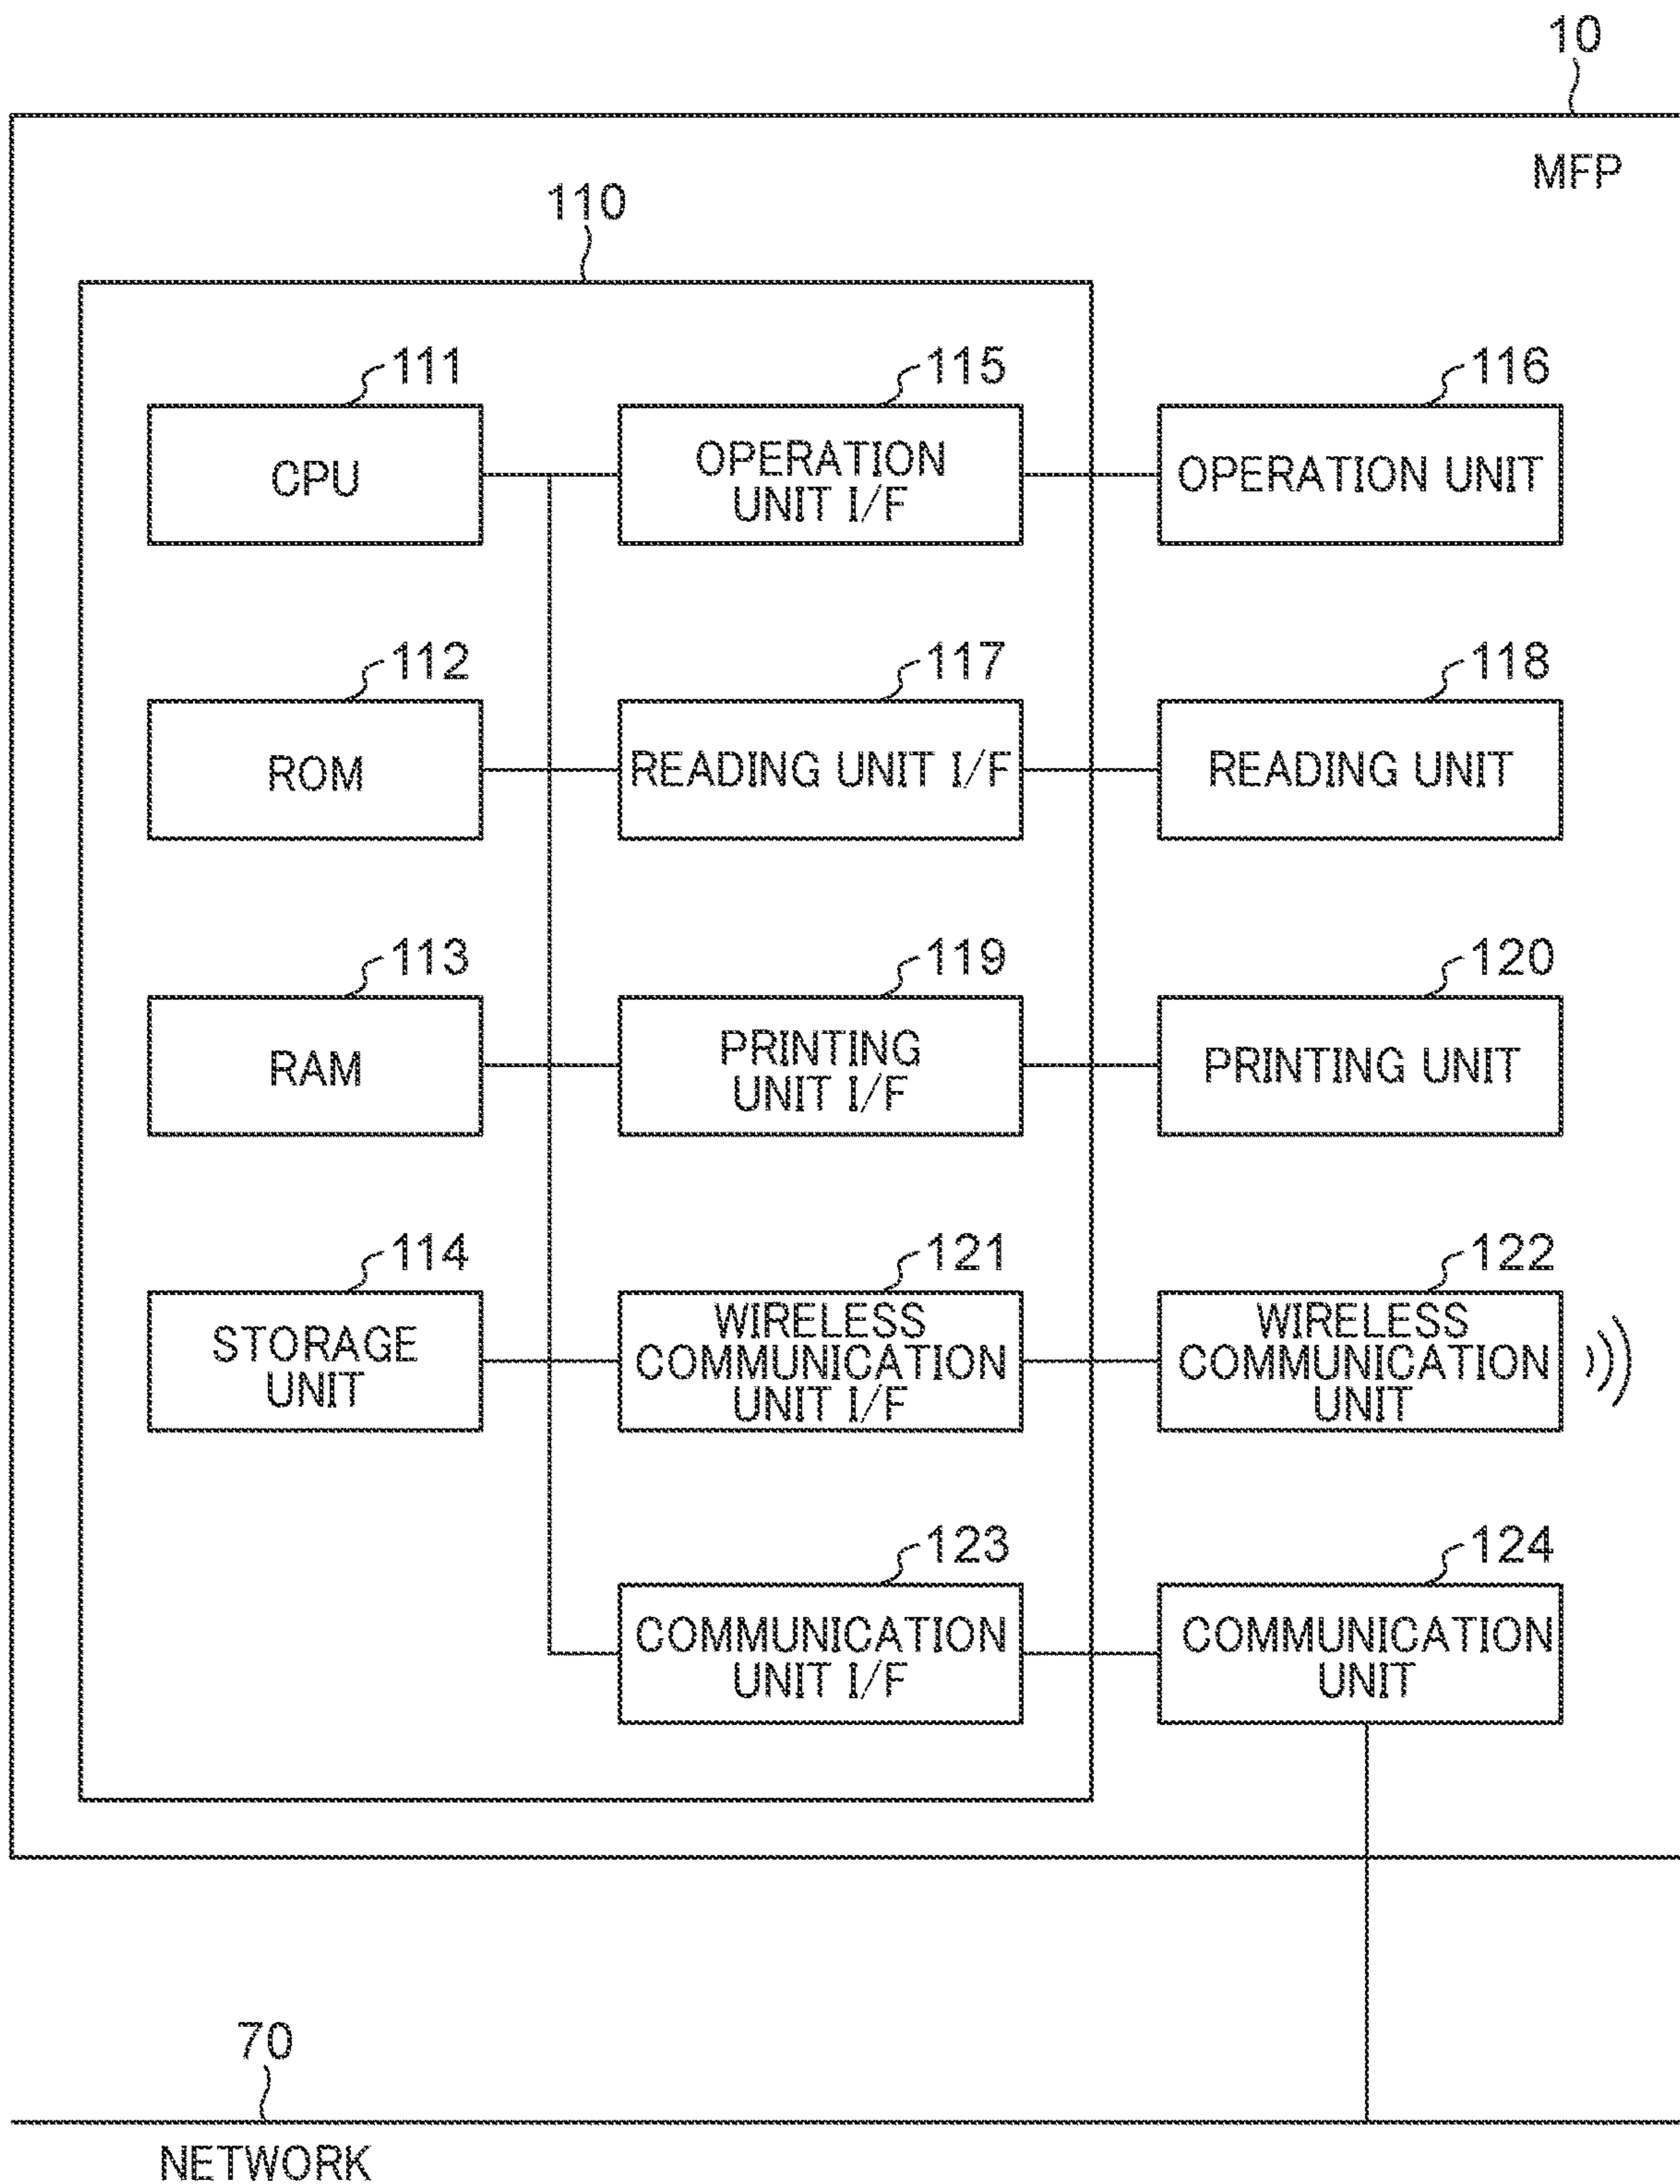 10
MFP
110
111
115
116
CPU
OPERATION
UNIT I/F
OPERATION UNIT
112
117
118
ROM
READING UNIT I/F
READING UNIT
113
119
120
RAM
PRINTING
UNIT I/F
PRINTING UNIT
114
121
122
STORAGE
UNIT
WIRELESS
COMMUNICATION
UNIT I/F
WIRELESS
COMMUNICATION
UNIT
123
124
COMMUNICATION
UNIT I/F
COMMUNICATION
UNIT
70
NETWORK